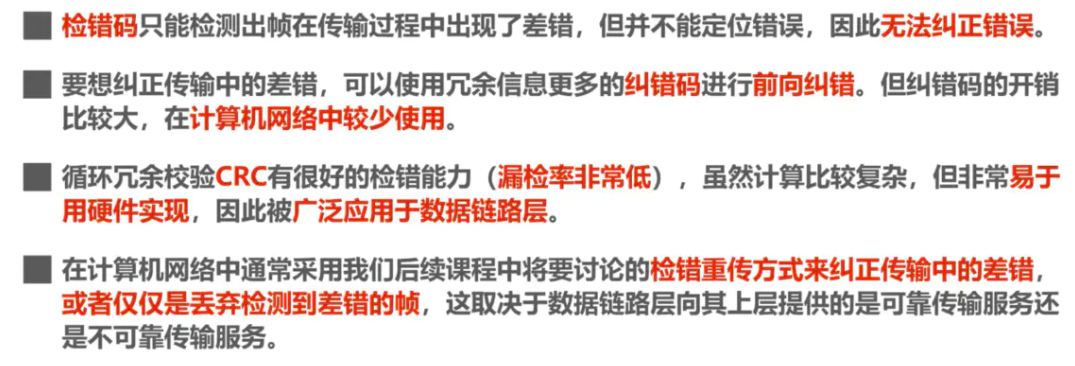 检错码只能检测出帧在传输过程中出现了差错，但并不能定位错误，因此无法纠正错误。
要想纠正传输中的差错，可以使用冗余信息更多的纠错码进行前向纠错。但纠错码的开销
比较大，在计算机网络中较少使用。
循环冗余校验CRC有很好的检错能力（漏检率非常低），虽然计算比较复杂，但非常易于
用硬件实现，因此被广泛应用于数据链路层。
在计算机网络中通常采用我们后续课程中将要讨论的检错重传方式来纠正传输中的差错，
或者仅仅是丢弃检测到差错的帧，这取决于数据链路层向其上层提供的是可靠传输服务还
是不可靠传输服务。